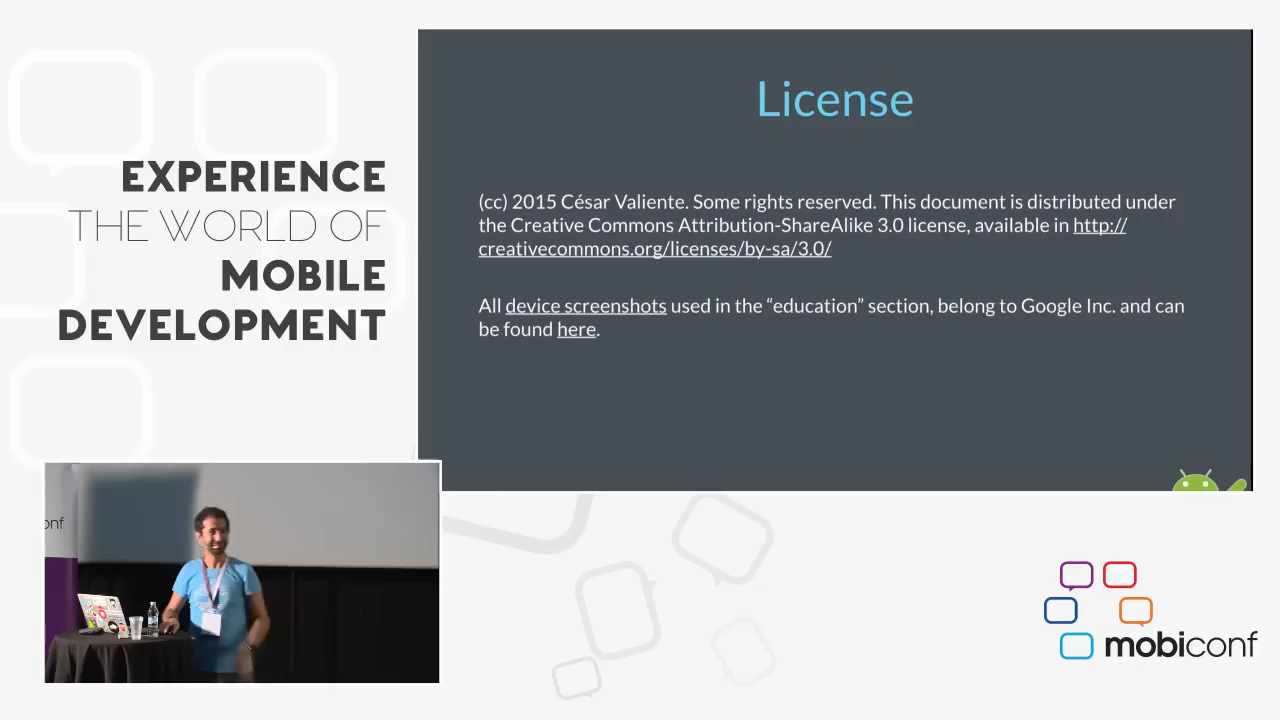 EXPERIENCE
THE WORLD OF
MOBILE
DEVELOPMENT
License
(cc) 2015 César Valiente. Some rights reserved. This document is distributed under
the Creative Commons Attribution-ShareAlike 3.0 license, available in http://
creativecommons.org/licenses/by-sa/3.0/
All device screenshots used in the “education” section, belong to Google Inc. and can
be found here.
onf
mobiconf